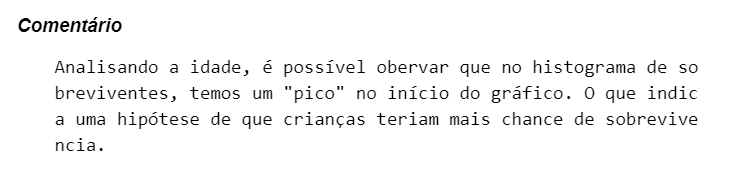 Comentário
Analisando a idade, é possível obervar que no histograma de so
breviventes, temos um "pico" no início do gráfico. O que indic
a uma hipótese de que crianças teriam mais chance de sobrevive
ncia.